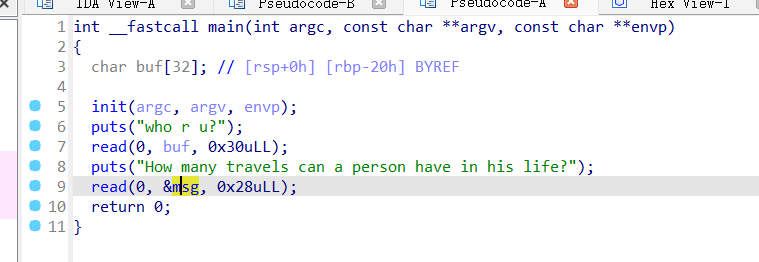 IDA View-A Pseudocode-B Pseudocode-A Hex View-1
1 int __fastcall main(int argc, const char **argv, const char **envp)
2 {
3 char buf[32]; // [rsp+0h] [rbp-20h] BYREF
4
5 init(argc, argv, envp);
6 puts("who r u?");
7 read(0, buf, 0x30uLL);
8 puts("How many travels can a person have in his life?");
9 read(0, &msg, 0x28uLL);
10 return 0;
11 }